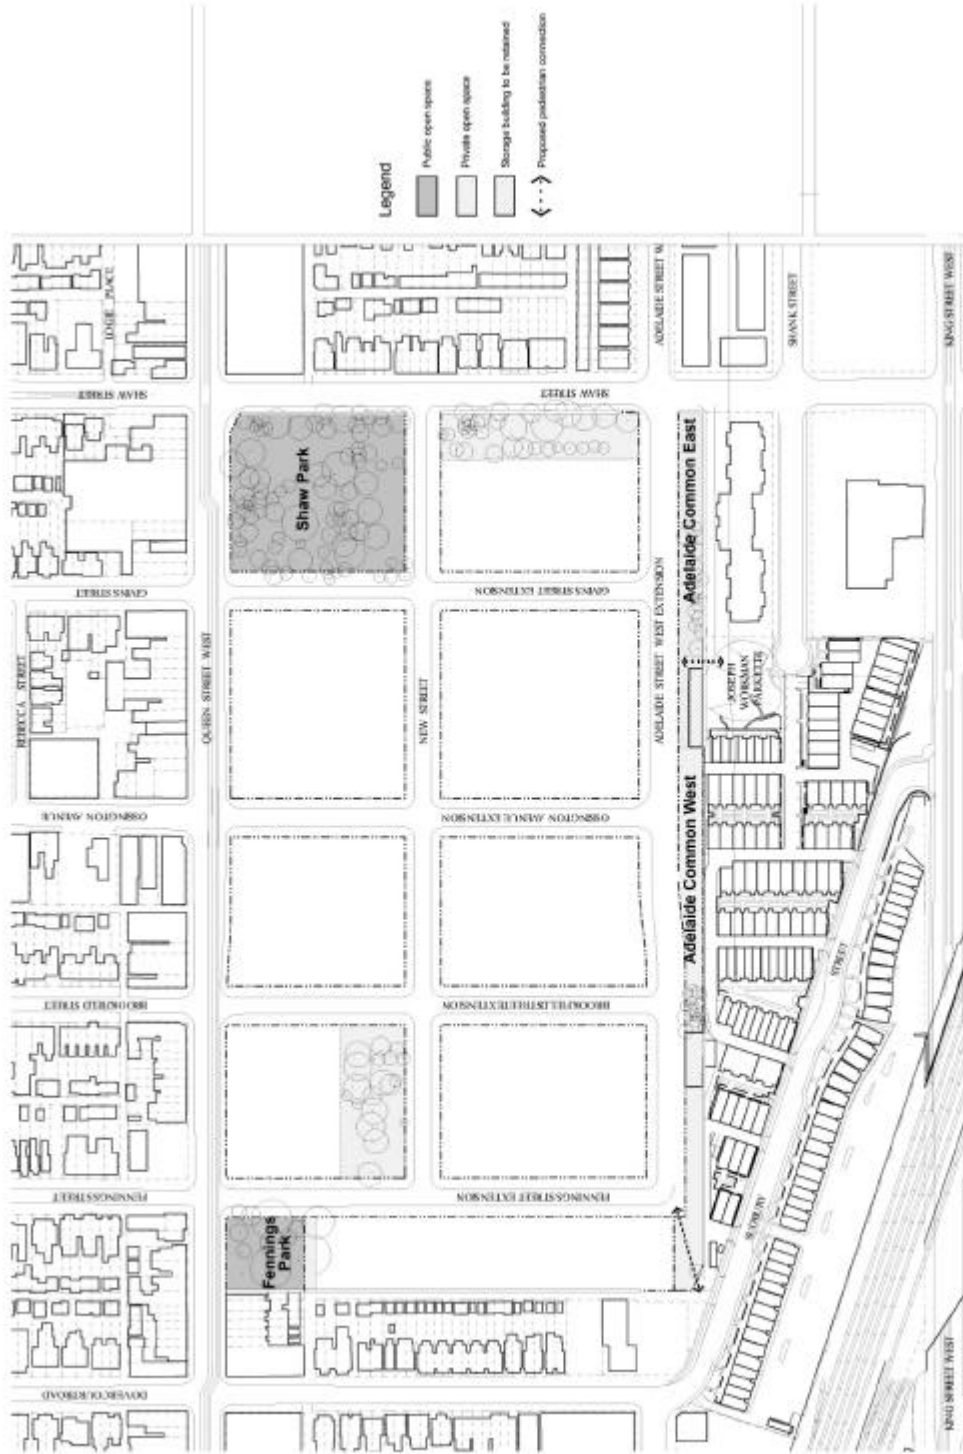 Legend
Public open space
Private open space
Storage building to be retained
Proposed pedestrian connection
LOGIE PLACE
SHAW STREET
GIVINS STREET
REBECCA STREET
OSSINGTON AVENUE
BROOKFIELD STREET
FENNINGS STREET
DOVERCOURT ROAD
QUEEN STREET WEST
Shaw Park
Fennings
Park
NEW STREET
SHAW STREET
GIVINS STREET EXTENSION
OSSINGTON AVENUE EXTENSION
BROOKFIELD STREET EXTENSION
FENNINGS STREET EXTENSION
ADELAIDE STREET W
ADELAIDE STREET WEST EXTENSION
Adelaide Common East
Adelaide Common West
JOSEPH
WORKMAN
PARKETTE
SHANK STREET
SUDBURY
STREET
KING STREET WEST
KING STREET WEST